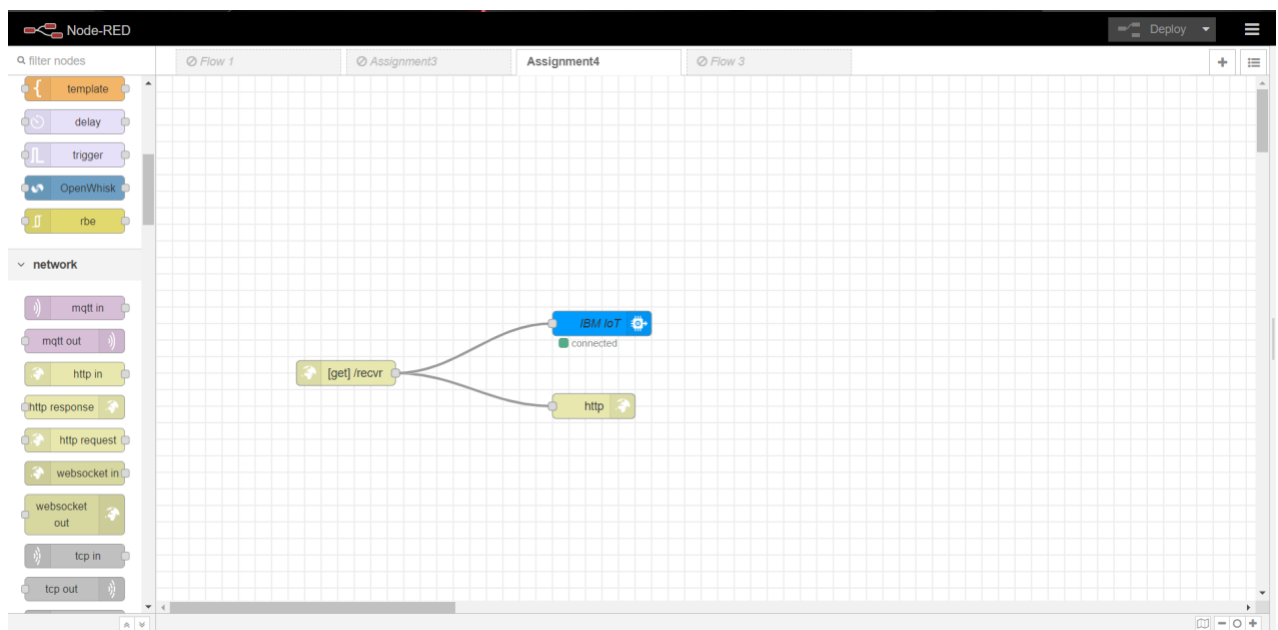 Node-RED
Deploy
filter nodes
Flow 1
Assignment3
Assignment4
Flow 3
template
delay
trigger
OpenWhisk
rbe
network
mqtt in
mqtt out
http in
http response
http request
websocket in
websocket
out
tcp in
tcp out
IBM IoT
connected
[get] /recvr
http